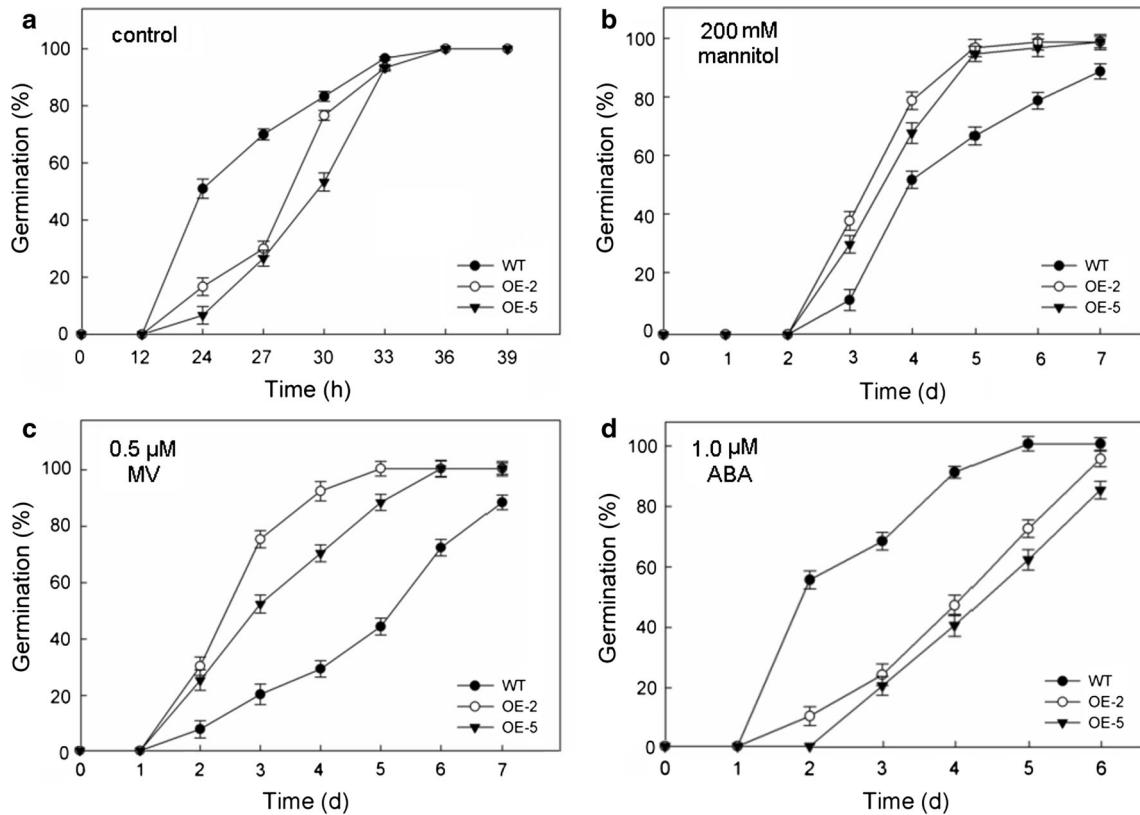 a
control
Germination (%)
100
80
60
40
20
0
WT
OE-2
OE-5
0 12 24 27 30 33 36 39
Time (h)
b
200 mM
mannitol
Germination (%)
100
80
60
40
20
0
WT
OE-2
OE-5
0 1 2 3 4 5 6 7
Time (d)
c
0.5 µM
MV
Germination (%)
100
80
60
40
20
0
WT
OE-2
OE-5
0 1 2 3 4 5 6 7
Time (d)
d
1.0 µM
ABA
Germination (%)
100
80
60
40
20
0
WT
OE-2
OE-5
0 1 2 3 4 5 6
Time (d)